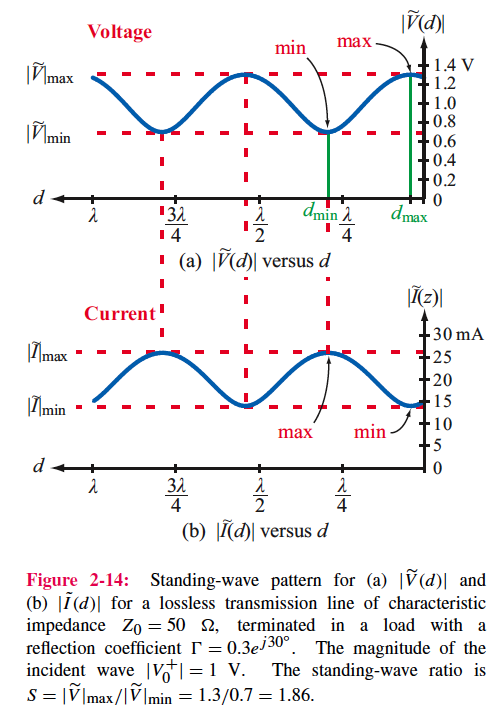 Voltage
|Ṽ(d)|
min
max
|Ṽ|max
1.4 V
1.2
1.0
0.8
|Ṽ|min
0.6
0.4
0.2
0
d
λ
3λ/4
λ/2
dmin
λ/4
dmax
(a) |Ṽ(d)| versus d
Current
|Ĩ(z)|
30 mA
|Ĩ|max
25
20
|Ĩ|min
15
10
max
min
5
0
d
λ
3λ/4
λ/2
λ/4
(b) |Ĩ(d)| versus d
Figure 2-14: Standing-wave pattern for (a) |Ṽ(d)| and
(b) |Ĩ(d)| for a lossless transmission line of characteristic
impedance Z₀ = 50 Ω, terminated in a load with a
reflection coefficient Γ = 0.3e^j30°. The magnitude of the
incident wave |V₀⁺| = 1 V. The standing-wave ratio is
S = |Ṽ|max/|Ṽ|min = 1.3/0.7 = 1.86.